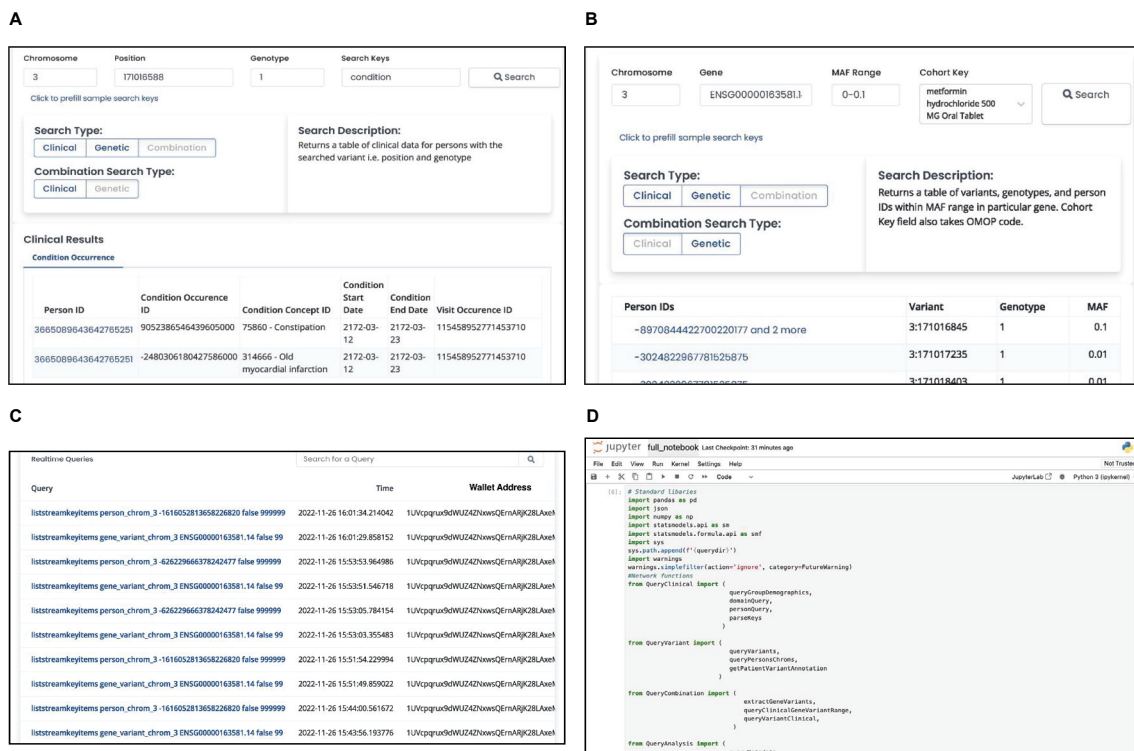 A
Chromosome Position Genotype Search Keys
3 171016588 1 condition Search
Click to prefill sample search keys
Search Type:
Clinical Genetic Combination
Combination Search Type:
Clinical Genetic
Search Description:
Returns a table of clinical data for persons with the
searched variant i.e. position and genotype
Clinical Results
Condition Occurrence
Person ID Condition Occurence ID Condition Concept ID Condition Start Date Condition End Date Visit Occurence ID
3665089643642765251 9052386546439605000 75860 - Constipation 2172-03-12 2172-03-23 115458952771453710
3665089643642765251 -2480306180427586000 314666 - Old myocardial infarction 2172-03-12 2172-03-23 115458952771453710
B
Chromosome Gene MAF Range Cohort Key
3 ENSG00000163581.1 0-0.1 metformin hydrochloride 500 MG Oral Tablet Search
Click to prefill sample search keys
Search Type:
Clinical Genetic Combination
Combination Search Type:
Clinical Genetic
Search Description:
Returns a table of variants, genotypes, and person
IDs within MAF range in particular gene. Cohort
Key field also takes OMOP code.
Person IDs Variant Genotype MAF
-8970844422700220177 and 2 more 3:171016845 1 0.1
-3024822967781525875 3:171017235 1 0.01
3:171018403 1 0.01
C
Realtime Queries Search for a Query
Query Time Wallet Address
liststreamkeyitems person_chrom_3 -1616052813658226820 false 999999 2022-11-26 16:01:34.214042 1UVcpqrux9dWUZ4ZNxwsQErnARjK28LAxeM
liststreamkeyitems gene_variant_chrom_3 ENSG00000163581.14 false 99 2022-11-26 16:01:29.858152 1UVcpqrux9dWUZ4ZNxwsQErnARjK28LAxeM
liststreamkeyitems person_chrom_3 -626229666378242477 false 999999 2022-11-26 15:53:53.964986 1UVcpqrux9dWUZ4ZNxwsQErnARjK28LAxeM
liststreamkeyitems gene_variant_chrom_3 ENSG00000163581.14 false 99 2022-11-26 15:53:51.546718 1UVcpqrux9dWUZ4ZNxwsQErnARjK28LAxeM
liststreamkeyitems person_chrom_3 -626229666378242477 false 999999 2022-11-26 15:53:05.784154 1UVcpqrux9dWUZ4ZNxwsQErnARjK28LAxeM
liststreamkeyitems gene_variant_chrom_3 ENSG00000163581.14 false 99 2022-11-26 15:53:03.355483 1UVcpqrux9dWUZ4ZNxwsQErnARjK28LAxeM
liststreamkeyitems person_chrom_3 -1616052813658226820 false 999999 2022-11-26 15:51:54.229994 1UVcpqrux9dWUZ4ZNxwsQErnARjK28LAxeM
liststreamkeyitems gene_variant_chrom_3 ENSG00000163581.14 false 99 2022-11-26 15:51:49.859022 1UVcpqrux9dWUZ4ZNxwsQErnARjK28LAxeM
liststreamkeyitems person_chrom_3 -1616052813658226820 false 999999 2022-11-26 15:44:00.561672 1UVcpqrux9dWUZ4ZNxwsQErnARjK28LAxeM
liststreamkeyitems gene_variant_chrom_3 ENSG00000163581.14 false 99 2022-11-26 15:43:56.193776 1UVcpqrux9dWUZ4ZNxwsQErnARjK28LAxeM
D
jupyter full_notebook Last Checkpoint: 31 minutes ago
File Edit View Run Kernel Settings Help Not Truste
Code JupyterLab Python 3 (ipykernel)
# Standard libaries
import pandas as pd
import json
import numpy as np
import statsmodels.api as sm
import statsmodels.formula.api as smf
import sys
sys.path.append(f'{querydir}')
import warnings
warnings.simplefilter(action='ignore', category=FutureWarning)
#Network functions
from QueryClinical import (
queryGroupDemographics,
domainQuery,
personQuery,
parseKeys
)
from QueryVariant import (
queryVariants,
queryPersonsChroms,
getPatientVariantAnnotation
)
from QueryCombination import (
extractGeneVariants,
queryClinicalGeneVariantRange,
queryVariantClinical,
)
from QueryAnalysis import (